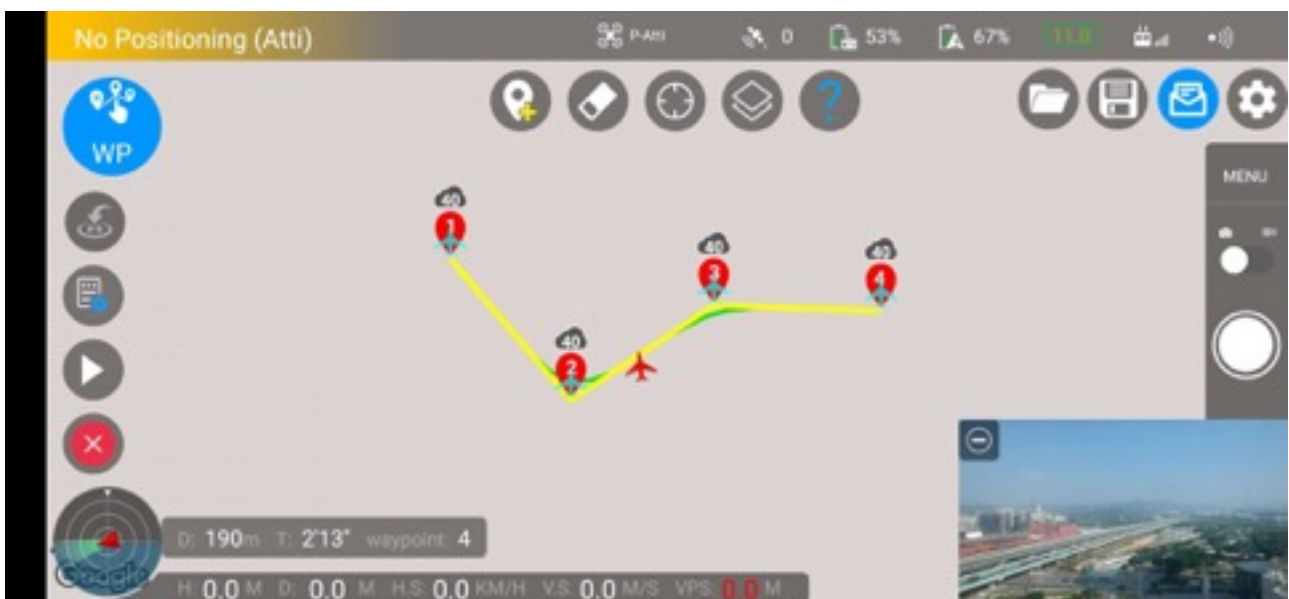 No Positioning (Atti)
P-Atti
0
53%
67%
11.0
WP
?
MENU
40
1
40
3
40
4
40
2
D: 190m T: 2'13" waypoint: 4
Google
H: 0.0 M D: 0.0 M H.S: 0.0 KM/H V.S: 0.0 M/S VPS: 0.0 M